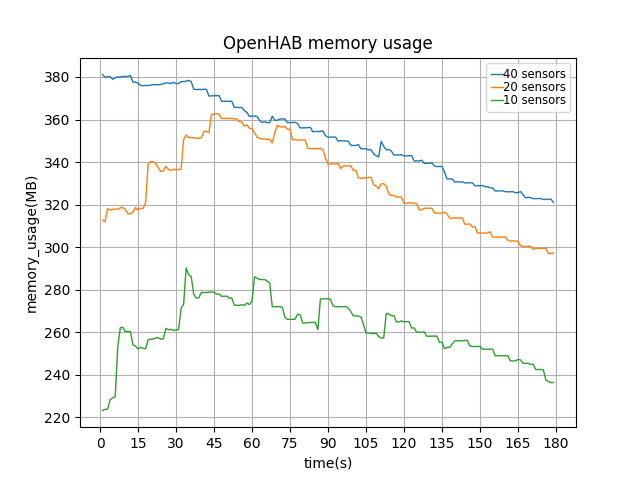 OpenHAB memory usage
40 sensors
20 sensors
10 sensors
memory_usage(MB)
380
360
340
320
300
280
260
240
220
0 15 30 45 60 75 90 105 120 135 150 165 180
time(s)